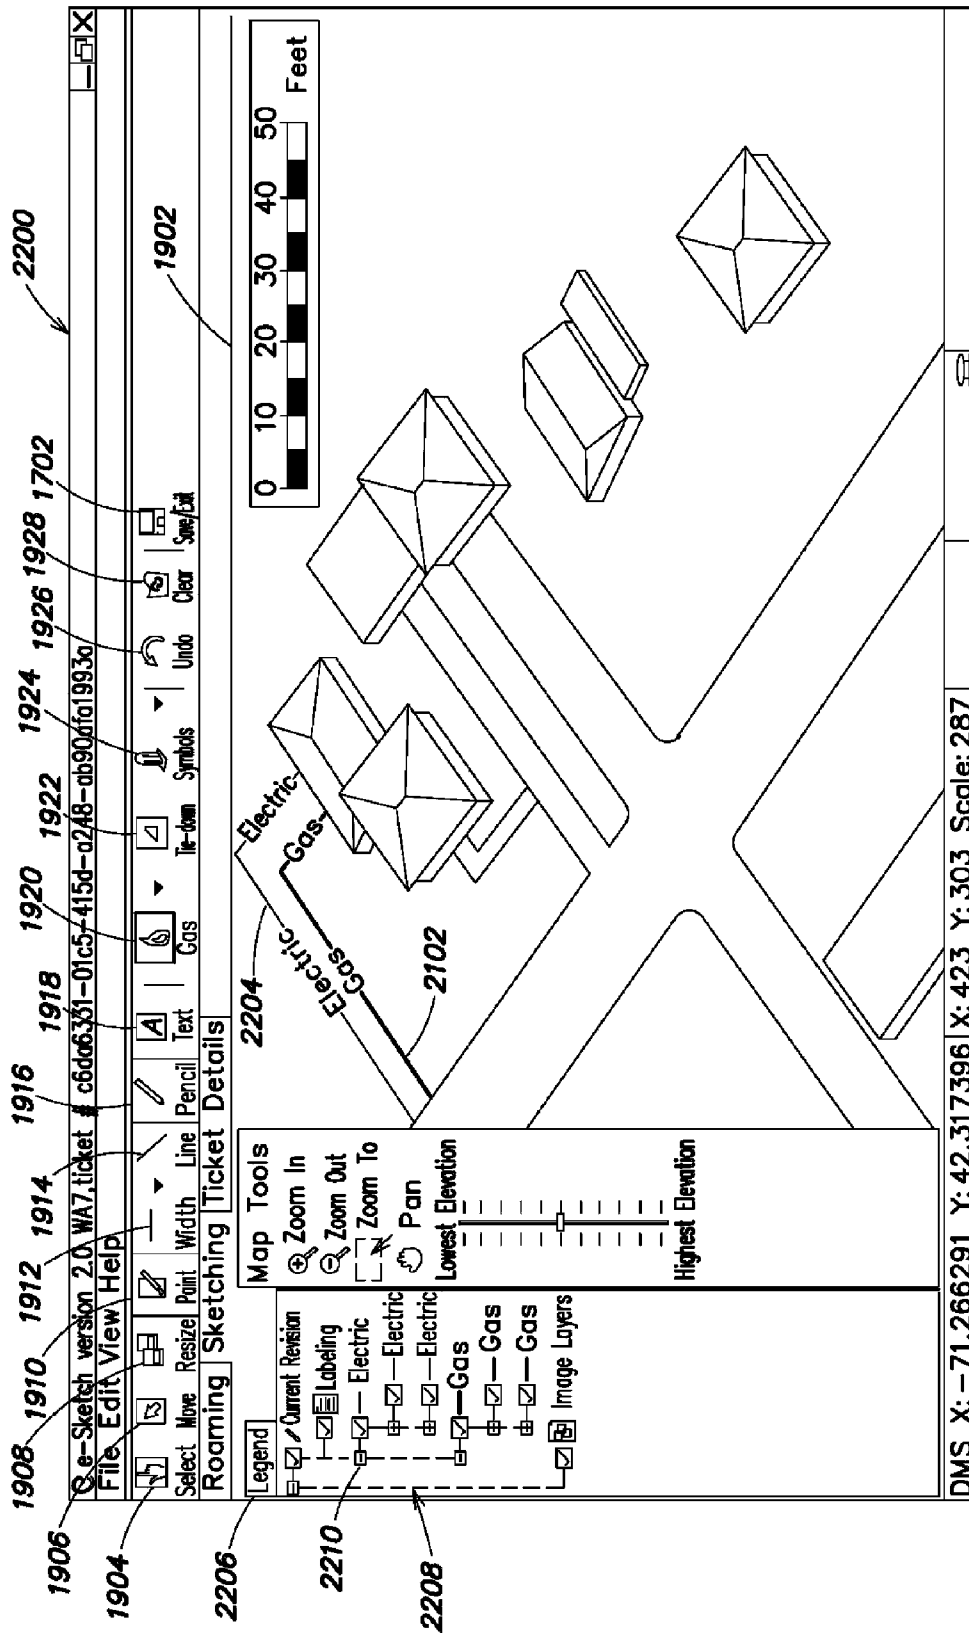 2200
1902
1908 1910 1912 1914 1916 1918 1920 1922 1924 1926 1928 1702
1906
1904
e-Sketch version 2.0 WA7,ticket # c6da6331-01c5-415d-a248-ab90dfa1993a
File Edit View Help
Select Move Resize Paint Width Line Pencil Text Gas Tie-down Symbols Undo Clear Save/Exit
Roaming Sketching Ticket Details
2206
Legend
Current Revision
Labeling
Electric
Electric
Electric
Gas
Gas
Gas
Image Layers
2210
2208
Map Tools
Zoom In
Zoom Out
Zoom To
Pan
Lowest Elevation
Highest Elevation
2204
Electric
Electric
Gas
Gas
2102
0 10 20 30 40 50
Feet
DMS X: -71.266291 Y: 42.317396 X: 423 Y: 303 Scale: 287